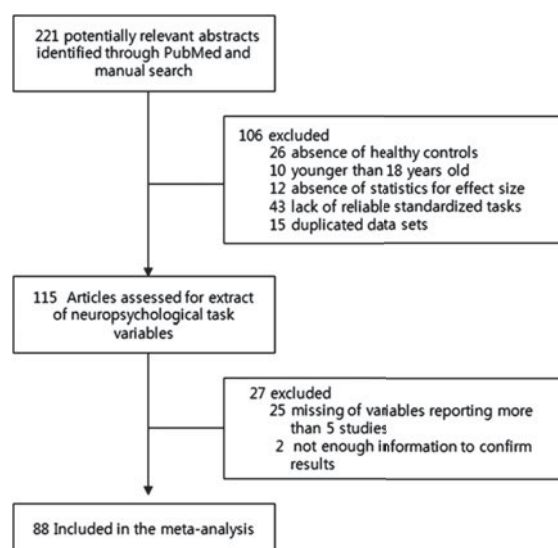 221 potentially relevant abstracts
identified through PubMed and
manual search
106 excluded
26 absence of healthy controls
10 younger than 18 years old
12 absence of statistics for effect size
43 lack of reliable standardized tasks
15 duplicated data sets
115 Articles assessed for extract
of neuropsychological task
variables
27 excluded
25 missing of variables reporting more
than 5 studies
2 not enough information to confirm
results
88 Included in the meta-analysis